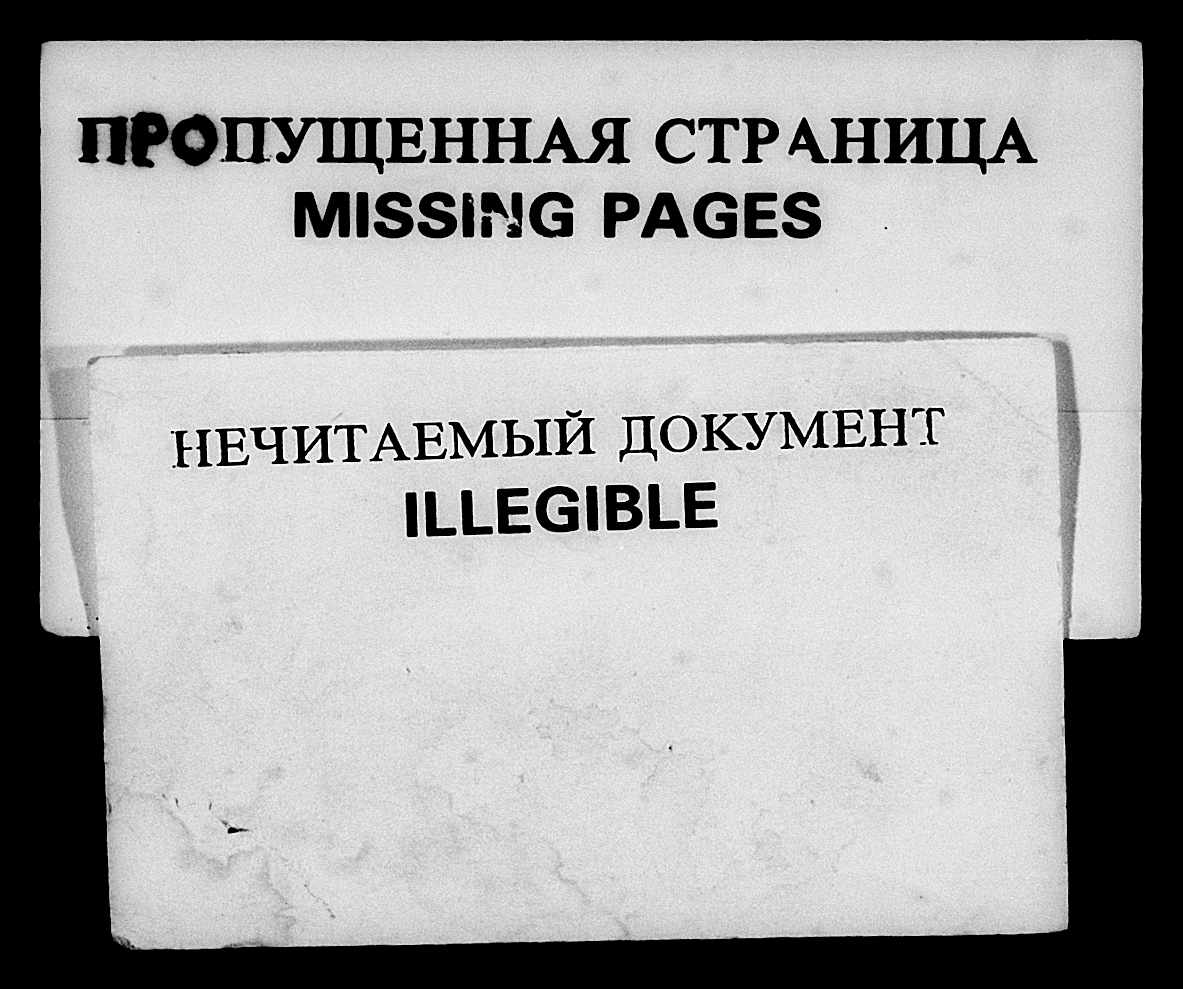 ПРОПУЩЕННАЯ СТРАНИЦА
MISSING PAGES
НЕЧИТАЕМЫЙ ДОКУМЕНТ
ILLEGIBLE